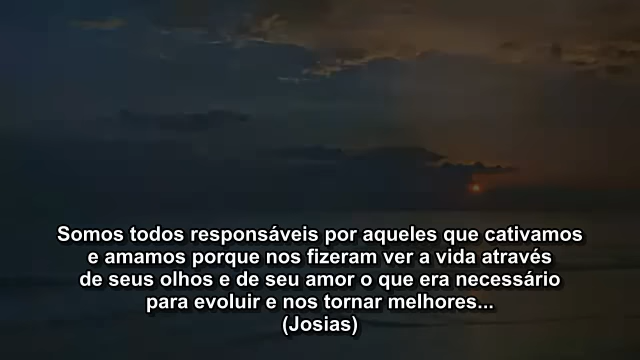 Somos todos responsáveis por aqueles que cativamos
e amamos porque nos fizeram ver a vida através
de seus olhos e de seu amor o que era necessário
para evoluir e nos tornar melhores...
(Josias)